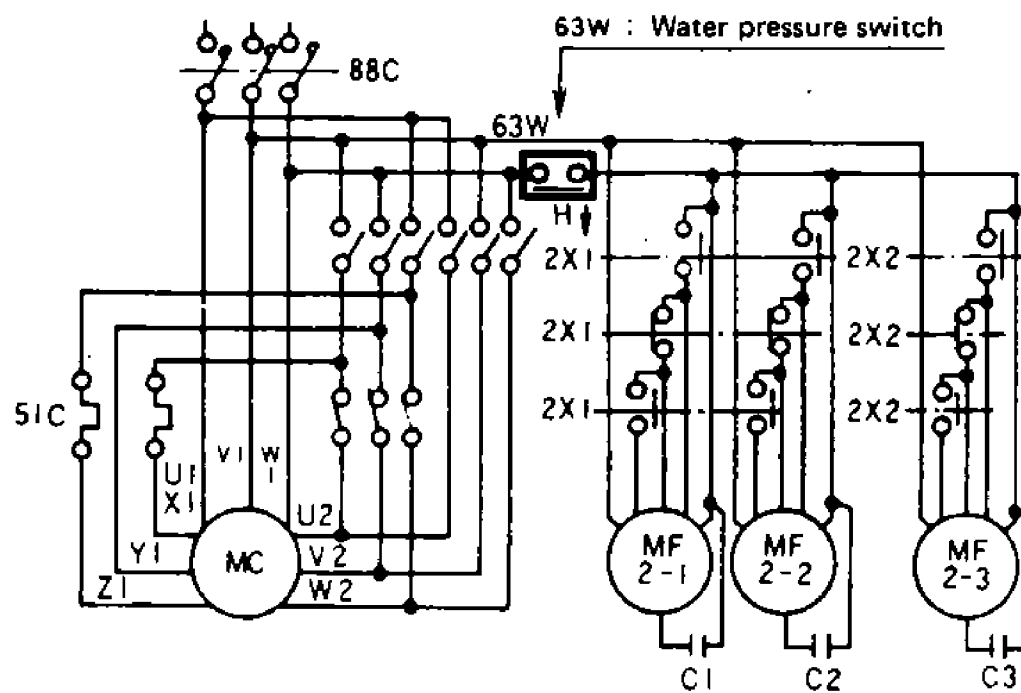 63W : Water pressure switch
88C
63W
H
2X1
2X2
2X1
2X2
51C
2X1
2X2
U1
X1
V1
W1
U2
Y1
MC
V2
Z1
W2
MF
2-1
MF
2-2
MF
2-3
C1
C2
C3